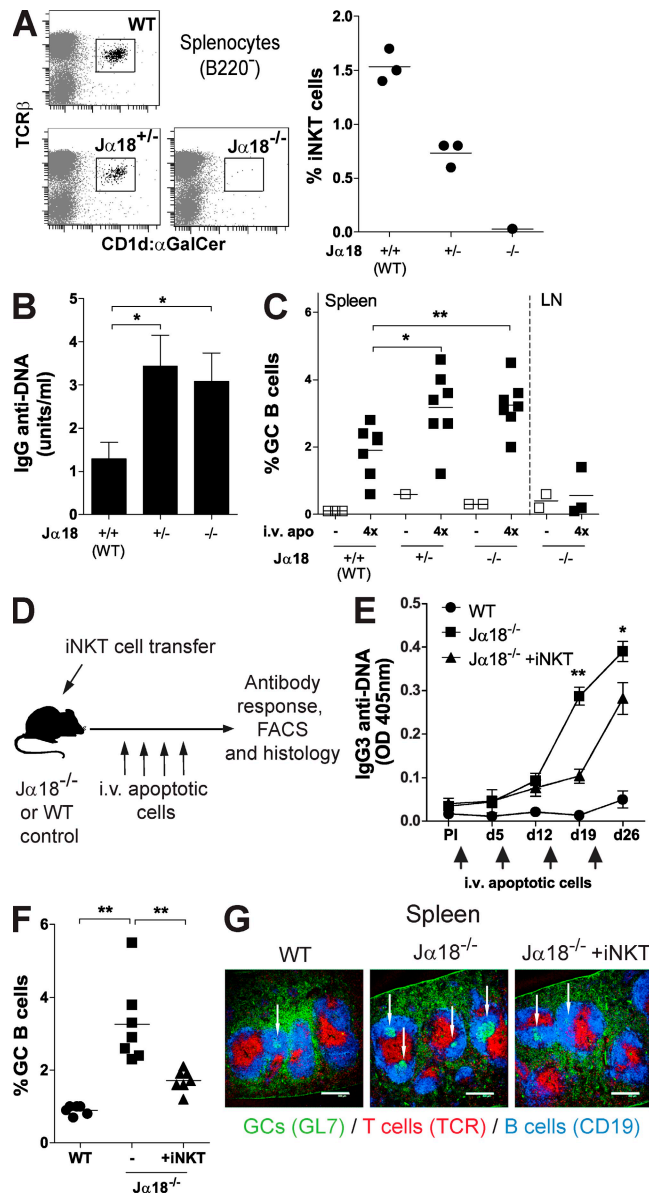 A
WT
Splenocytes
(B220⁻)
TCRβ
Jα18⁺/⁻
Jα18⁻/⁻
CD1d:αGalCer
% iNKT cells
2.0
1.5
1.0
0.5
0.0
Jα18 +/+ +/- -/-
(WT)
B
IgG anti-DNA
(units/ml)
5
4
3
2
1
0
*
*
Jα18 +/+ +/- -/-
(WT)
C
Spleen
LN
%GC B cells
6
4
2
0
**
*
i.v. apo - 4x - 4x - 4x - 4x
Jα18 +/+ +/- -/- -/-
(WT)
D
iNKT cell transfer
Antibody
response,
FACS
and histology
Jα18⁻/⁻
or WT
control
i.v. apoptotic
cells
E
WT
Jα18⁻/⁻
Jα18⁻/⁻ +iNKT
IgG3 anti-DNA
(OD 405nm)
0.5
0.4
0.3
0.2
0.1
0.0
**
*
PI d5 d12 d19 d26
i.v. apoptotic cells
F
%GC B cells
6
4
2
0
** **
WT - +iNKT
Jα18⁻/⁻
G
Spleen
WT Jα18⁻/⁻ Jα18⁻/⁻ +iNKT
GCs (GL7) / T cells (TCR) / B cells (CD19)